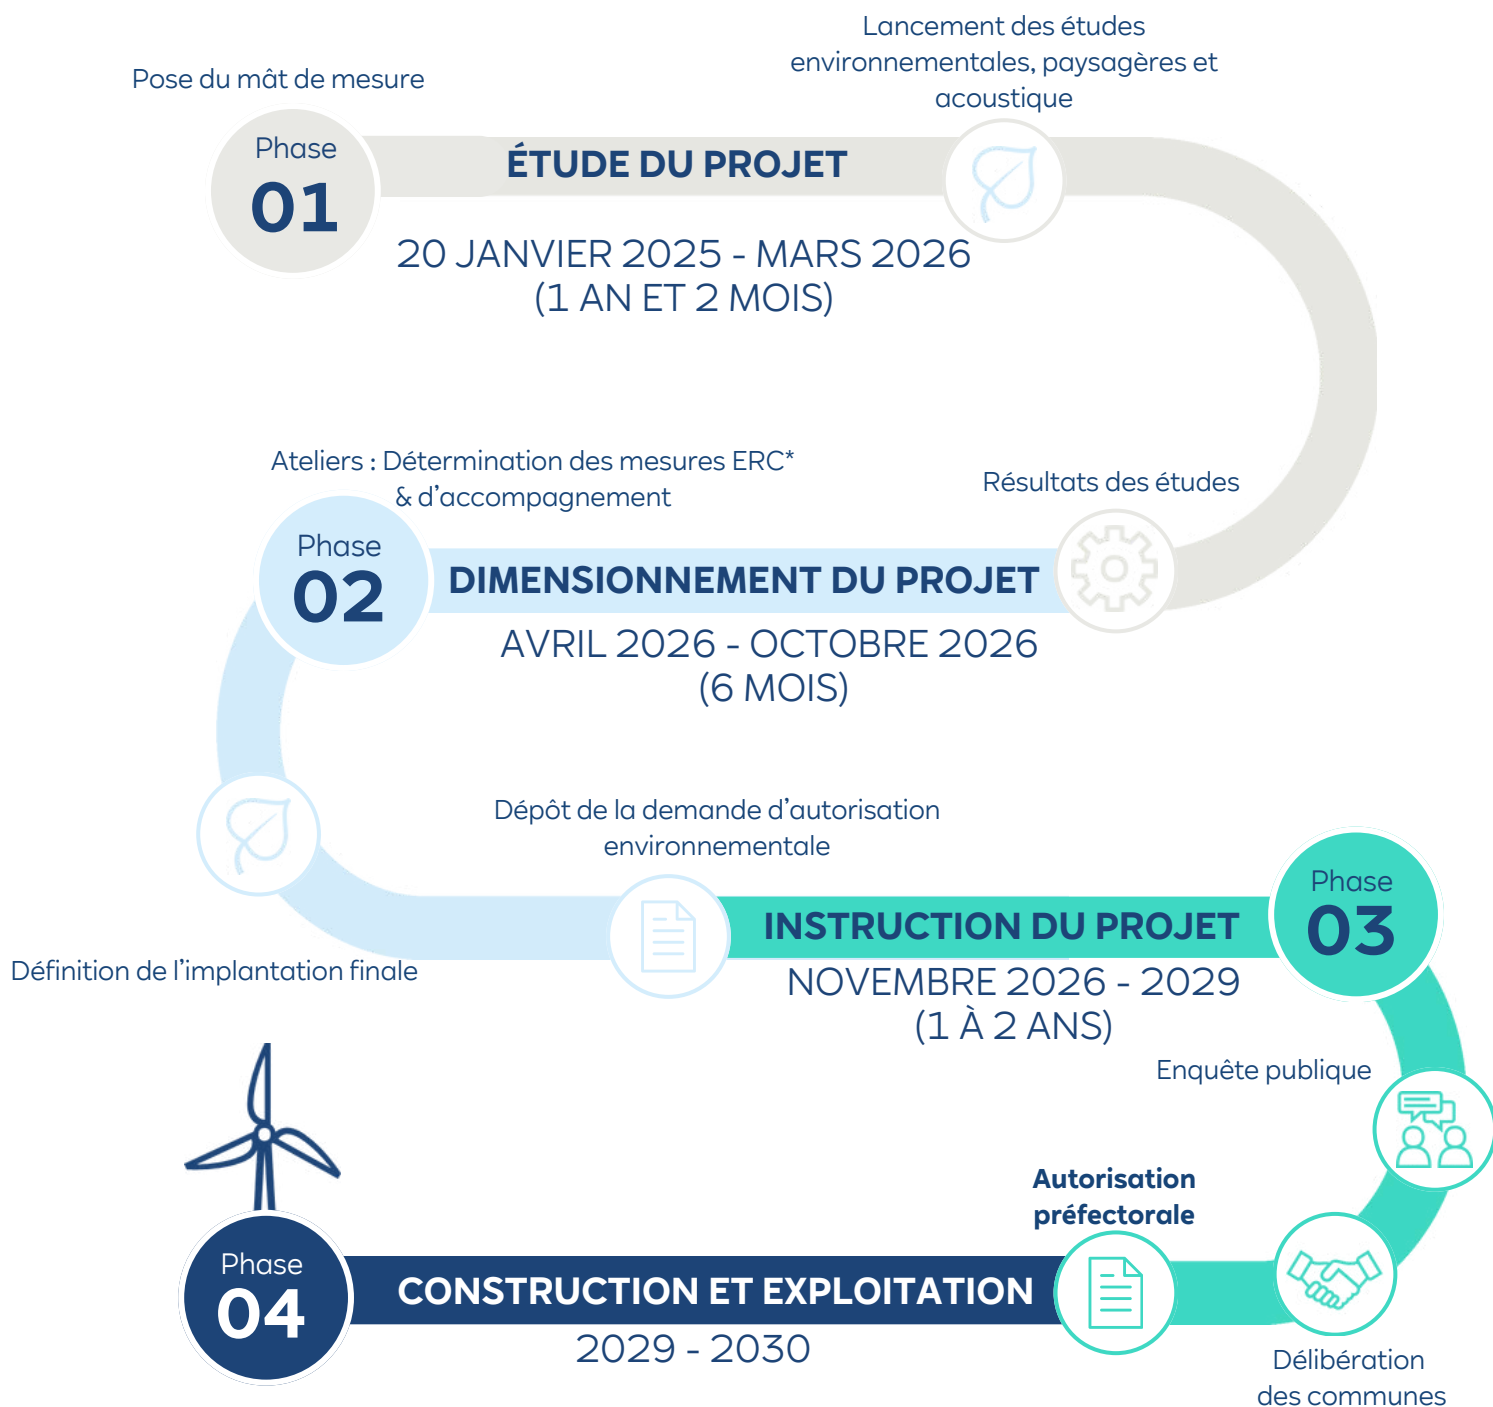 Lancement des études
environnementales, paysagères et
acoustique
Pose du mât de mesure
Phase
01
ÉTUDE DU PROJET
20 JANVIER 2025 - MARS 2026
(1 AN ET 2 MOIS)
Ateliers : Détermination des mesures ERC*
& d'accompagnement
Résultats des études
Phase
02
DIMENSIONNEMENT DU PROJET
AVRIL 2026 - OCTOBRE 2026
(6 MOIS)
Dépôt de la demande d'autorisation
environnementale
Définition de l'implantation finale
Phase
03
INSTRUCTION DU PROJET
NOVEMBRE 2026 - 2029
(1 À 2 ANS)
Enquête publique
Autorisation
préfectorale
Phase
04
CONSTRUCTION ET EXPLOITATION
2029 - 2030
Délibération
des communes